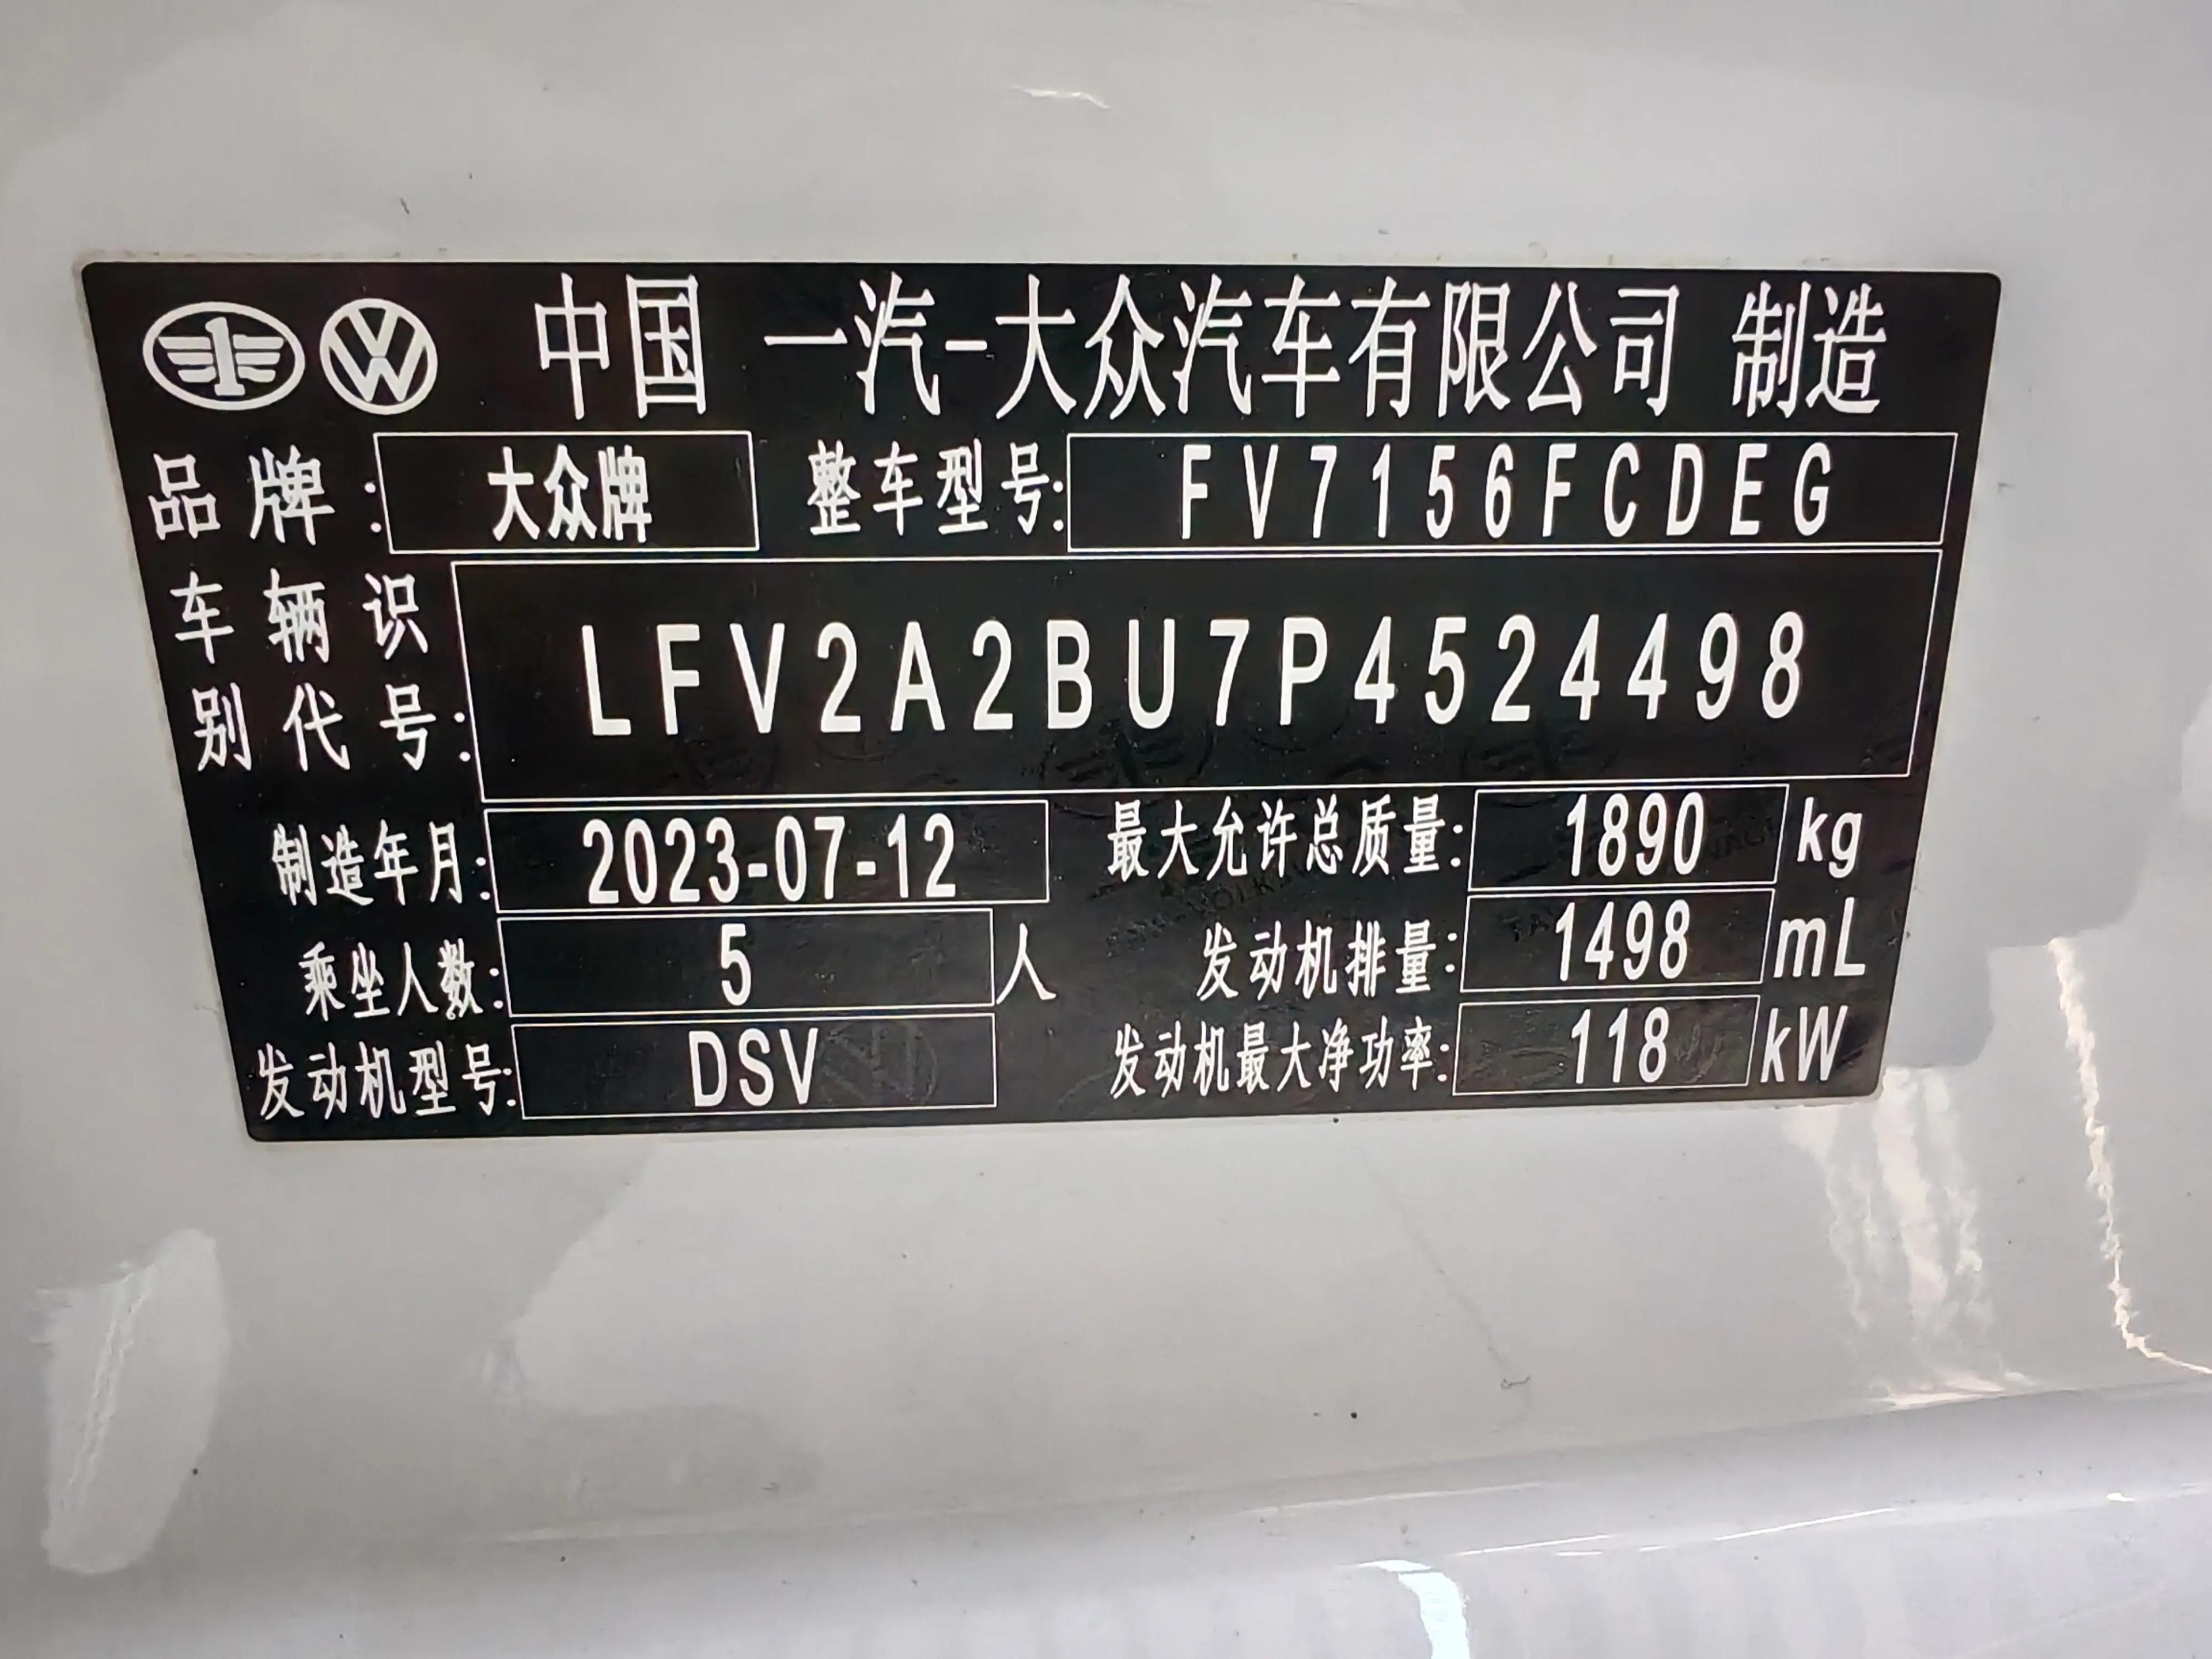 中国 一汽-大众汽车有限公司 制造
品牌: 大众牌 整车型号: FV7156FCDEG
车辆识别代号: LFV2A2BU7P4524498
制造年月: 2023-07-12 最大允许总质量: 1890 kg
乘坐人数: 5 人 发动机排量: 1498 mL
发动机型号: DSV 发动机最大净功率: 118 kW